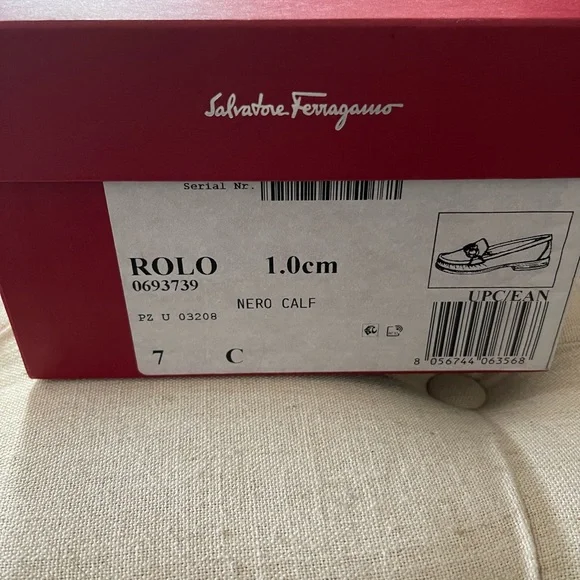 Salvatore Ferragamo
Serial Nr.
ROLO 1.0cm
0693739
NERO CALF
UPC/EAN
PZ U 03208
7 C
8 056744 063568